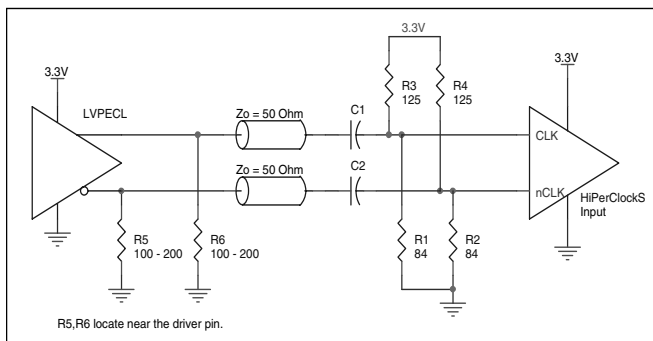 3.3V
3.3V
3.3V
LVPECL
Zo = 50 Ohm
C1
R3
125
R4
125
CLK
Zo = 50 Ohm
C2
nCLK
HiPerClockS
Input
R5
100 - 200
R6
100 - 200
R1
84
R2
84
R5,R6 locate near the driver pin.